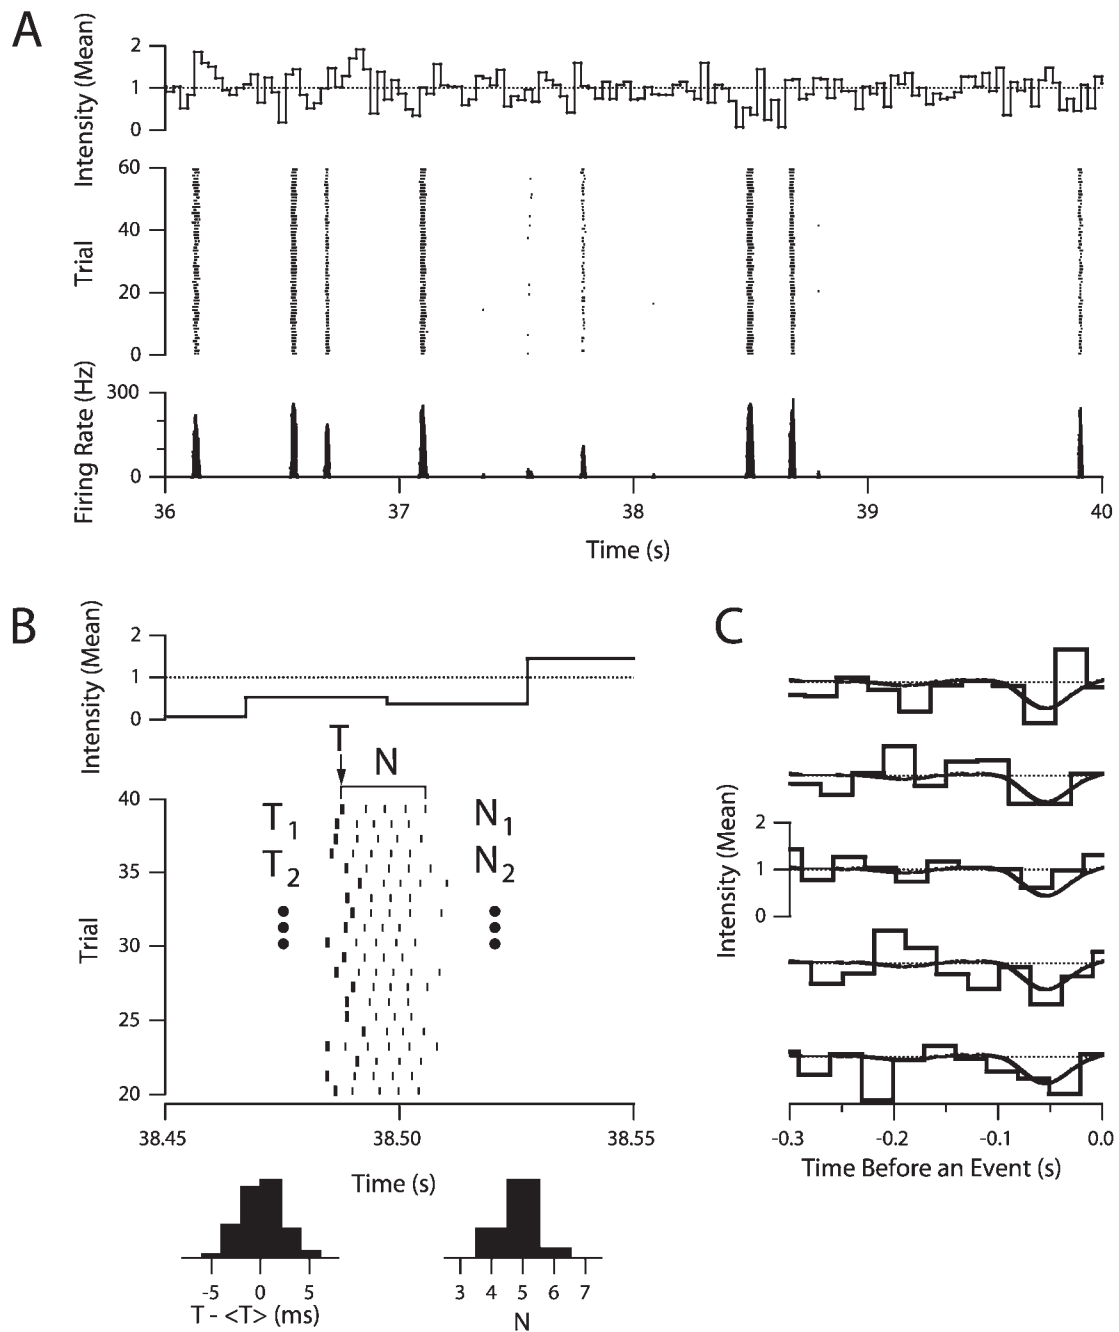 A
Intensity (Mean)
2
1
0
Trial
60
40
20
0
Firing Rate (Hz)
300
0
36 37 38 39 40
Time (s)
B
Intensity (Mean)
2
1
0
T
N
Trial
40
35
30
25
20
T1 N1
T2 N2
38.45 38.50 38.55
Time (s)
-5 0 5
T - <T> (ms)
3 4 5 6 7
N
C
Intensity (Mean)
2
1
0
-0.3 -0.2 -0.1 0.0
Time Before an Event (s)